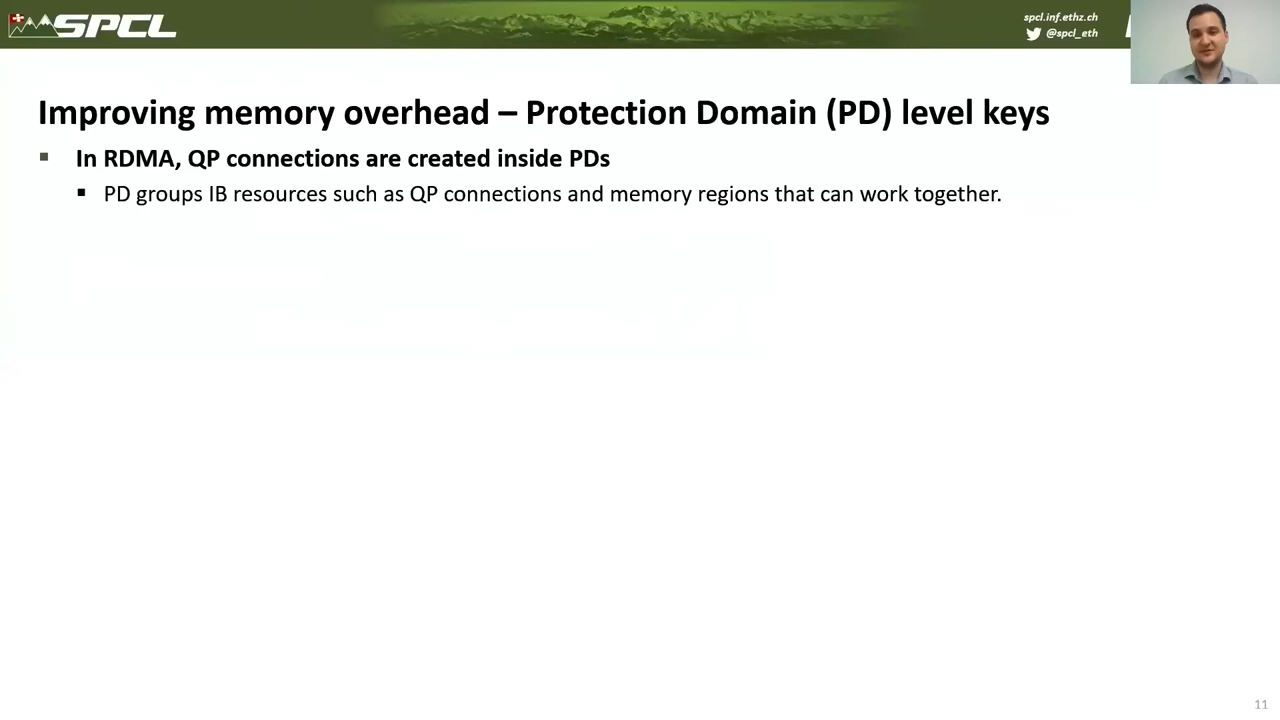 SPCL
spcl.inf.ethz.ch
@spcl_eth
Improving memory overhead – Protection Domain (PD) level keys
In RDMA, QP connections are created inside PDs
PD groups IB resources such as QP connections and memory regions that can work together.
11